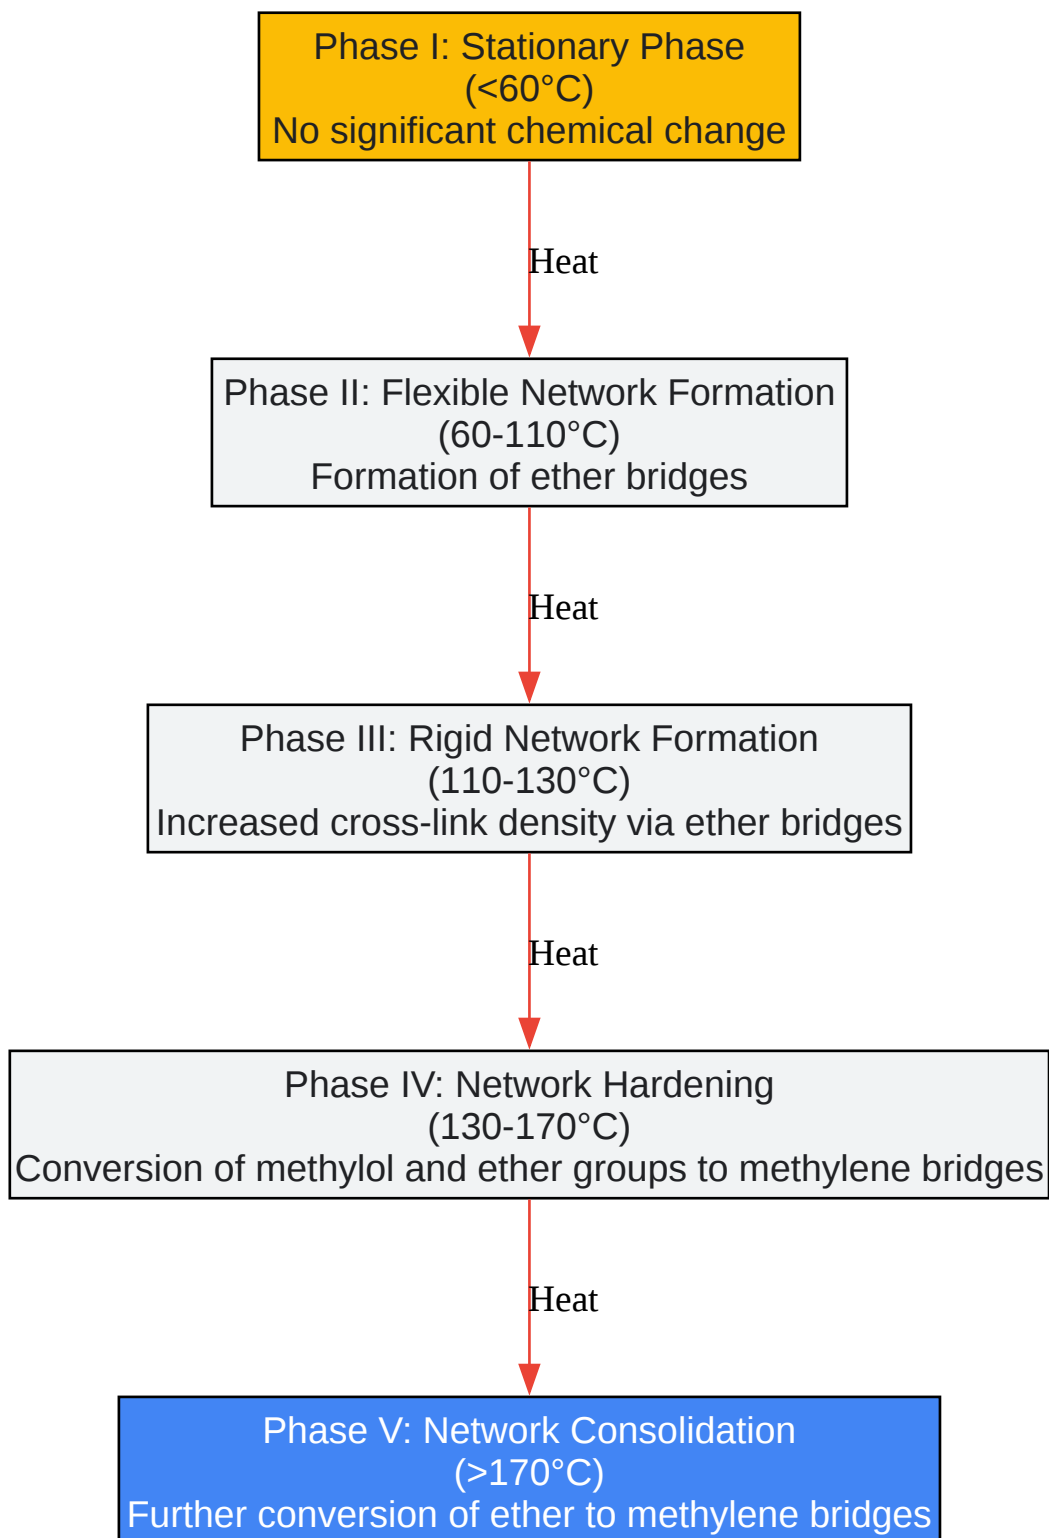 Phase I: Stationary Phase
(<60°C)
No significant chemical change
Heat
Phase II: Flexible Network Formation
(60-110°C)
Formation of ether bridges
Heat
Phase III: Rigid Network Formation
(110-130°C)
Increased cross-link density via ether bridges
Heat
Phase IV: Network Hardening
(130-170°C)
Conversion of methylol and ether groups to methylene bridges
Heat
Phase V: Network Consolidation
(>170°C)
Further conversion of ether to methylene bridges